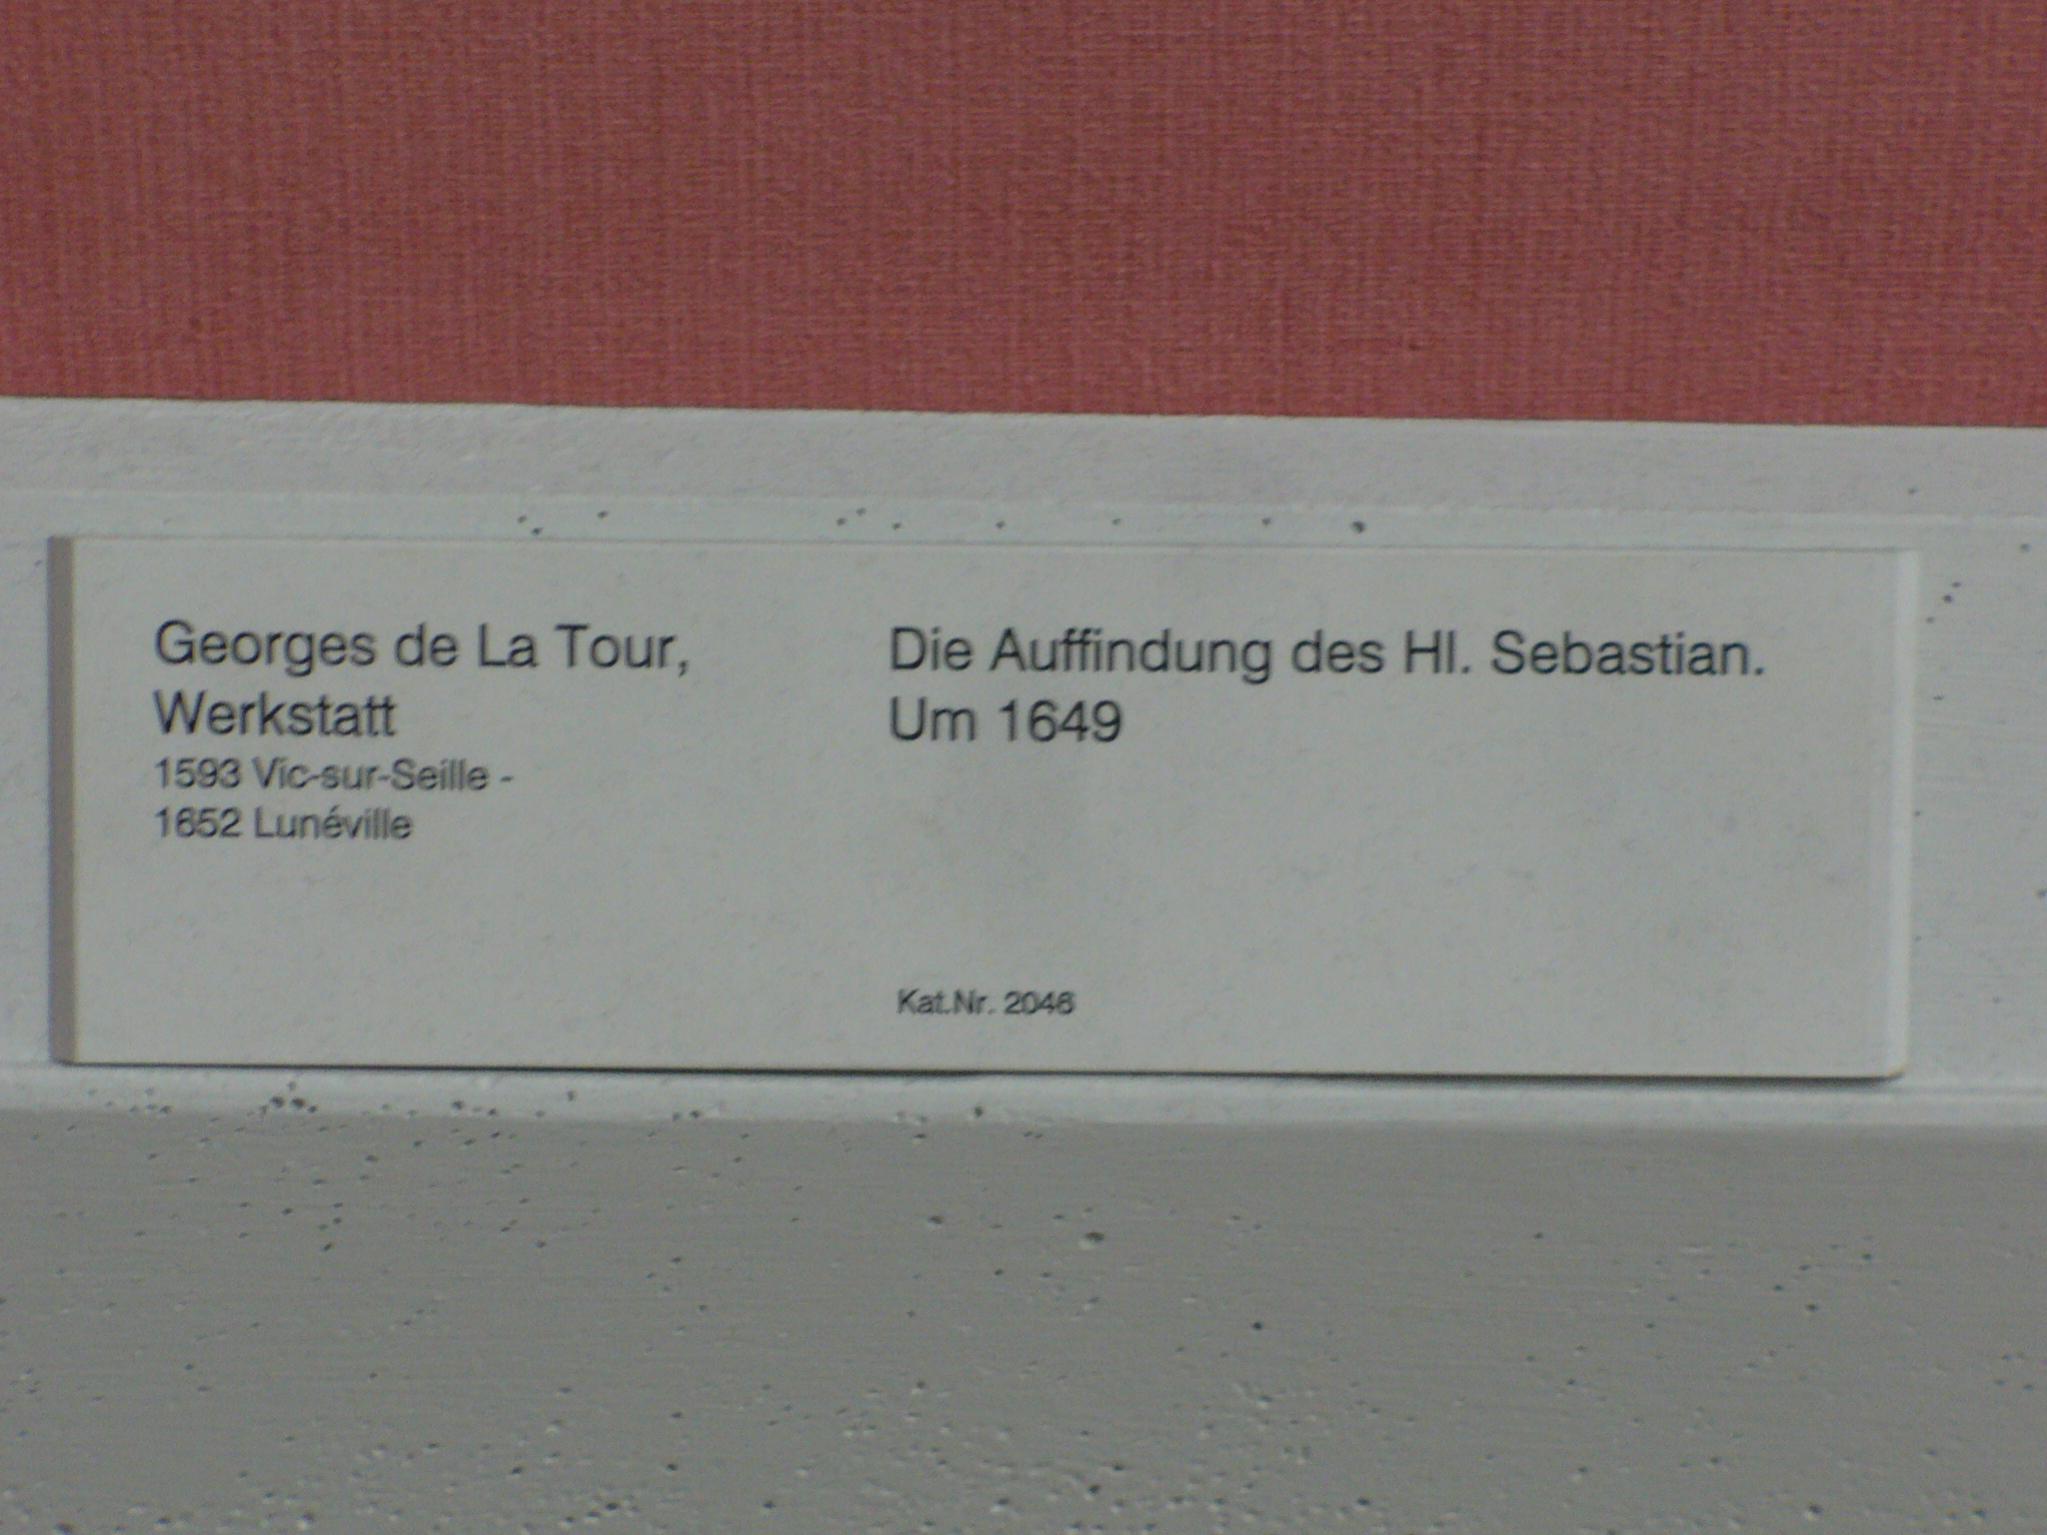 Georges de La Tour,
Werkstatt
1593 Vic-sur-Seille -
1652 Lunéville
Die Auffindung des Hl. Sebastian.
Um 1649
Kat.Nr. 2046